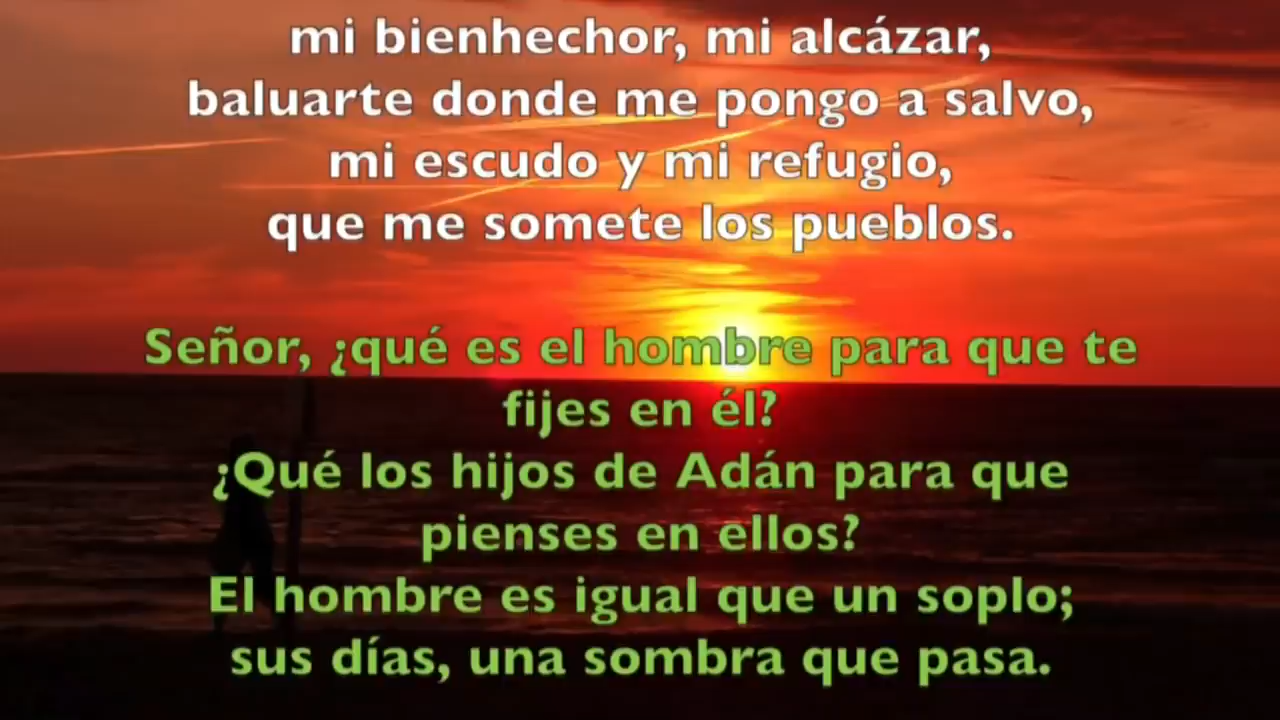 mi bienhechor, mi alcázar,
baluarte donde me pongo a salvo,
mi escudo y mi refugio,
que me somete los pueblos.
Señor, ¿qué es el hombre para que te
fijes en él?
¿Qué los hijos de Adán para que
pienses en ellos?
El hombre es igual que un soplo;
sus días, una sombra que pasa.